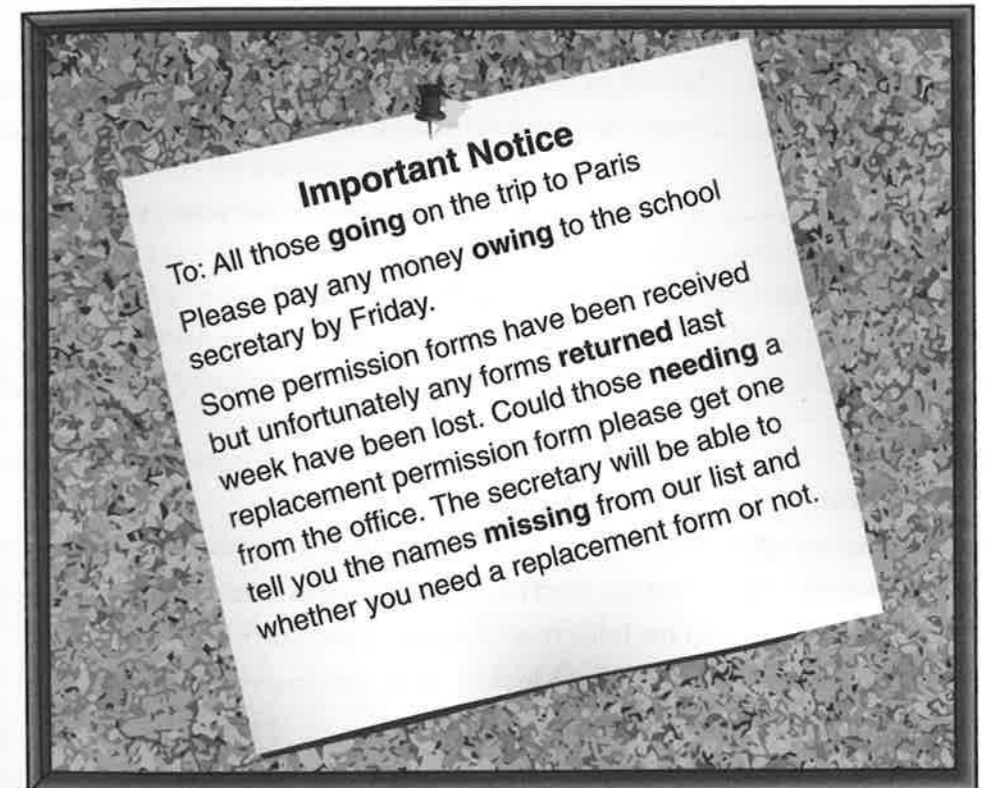 Important Notice
To: All those going on the trip to Paris
Please pay any money owing to the school
secretary by Friday.
Some permission forms have been received
but unfortunately any forms returned last
week have been lost. Could those needing a
replacement permission form please get one
from the office. The secretary will be able to
tell you the names missing from our list and
whether you need a replacement form or not.